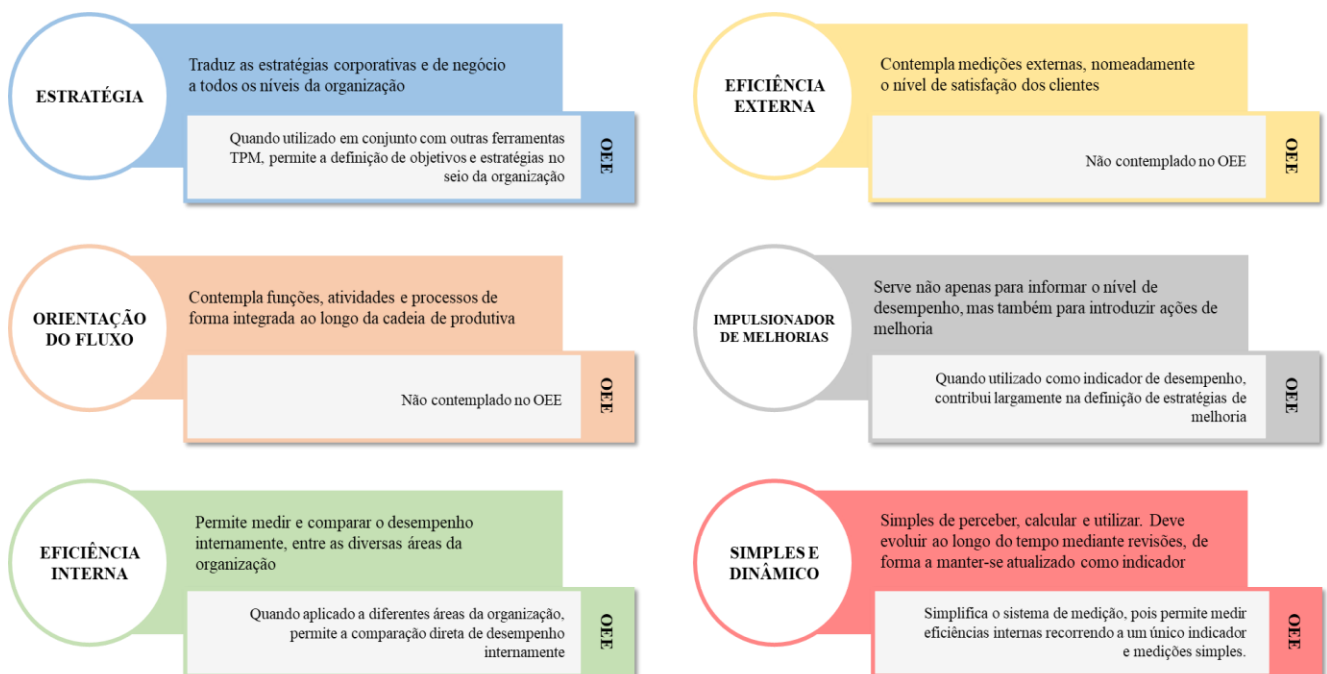 ESTRATÉGIA
Traduz as estratégias corporativas e de negócio
a todos os níveis da organização
Quando utilizado em conjunto com outras ferramentas
TPM, permite a definição de objetivos e estratégias no
seio da organização
OEE
EFICIÊNCIA
EXTERNA
Contempla medições externas, nomeadamente
o nível de satisfação dos clientes
Não contemplado no OEE
OEE
ORIENTAÇÃO
DO FLUXO
Contempla funções, atividades e processos de
forma integrada ao longo da cadeia de produtiva
Não contemplado no OEE
OEE
IMPULSIONADOR
DE MELHORIAS
Serve não apenas para informar o nível de
desempenho, mas também para introduzir ações de
melhoria
Quando utilizado como indicador de desempenho,
contribui largamente na definição de estratégias de
melhoria
OEE
EFICIÊNCIA
INTERNA
Permite medir e comparar o desempenho
internamente, entre as diversas áreas da
organização
Quando aplicado a diferentes áreas da organização,
permite a comparação direta de desempenho
internamente
OEE
SIMPLES E
DINÂMICO
Simples de perceber, calcular e utilizar. Deve
evoluir ao longo do tempo mediante revisões, de
forma a manter-se atualizado como indicador
Simplifica o sistema de medição, pois permite medir
eficiências internas recorrendo a um único indicador
e medições simples.
OEE